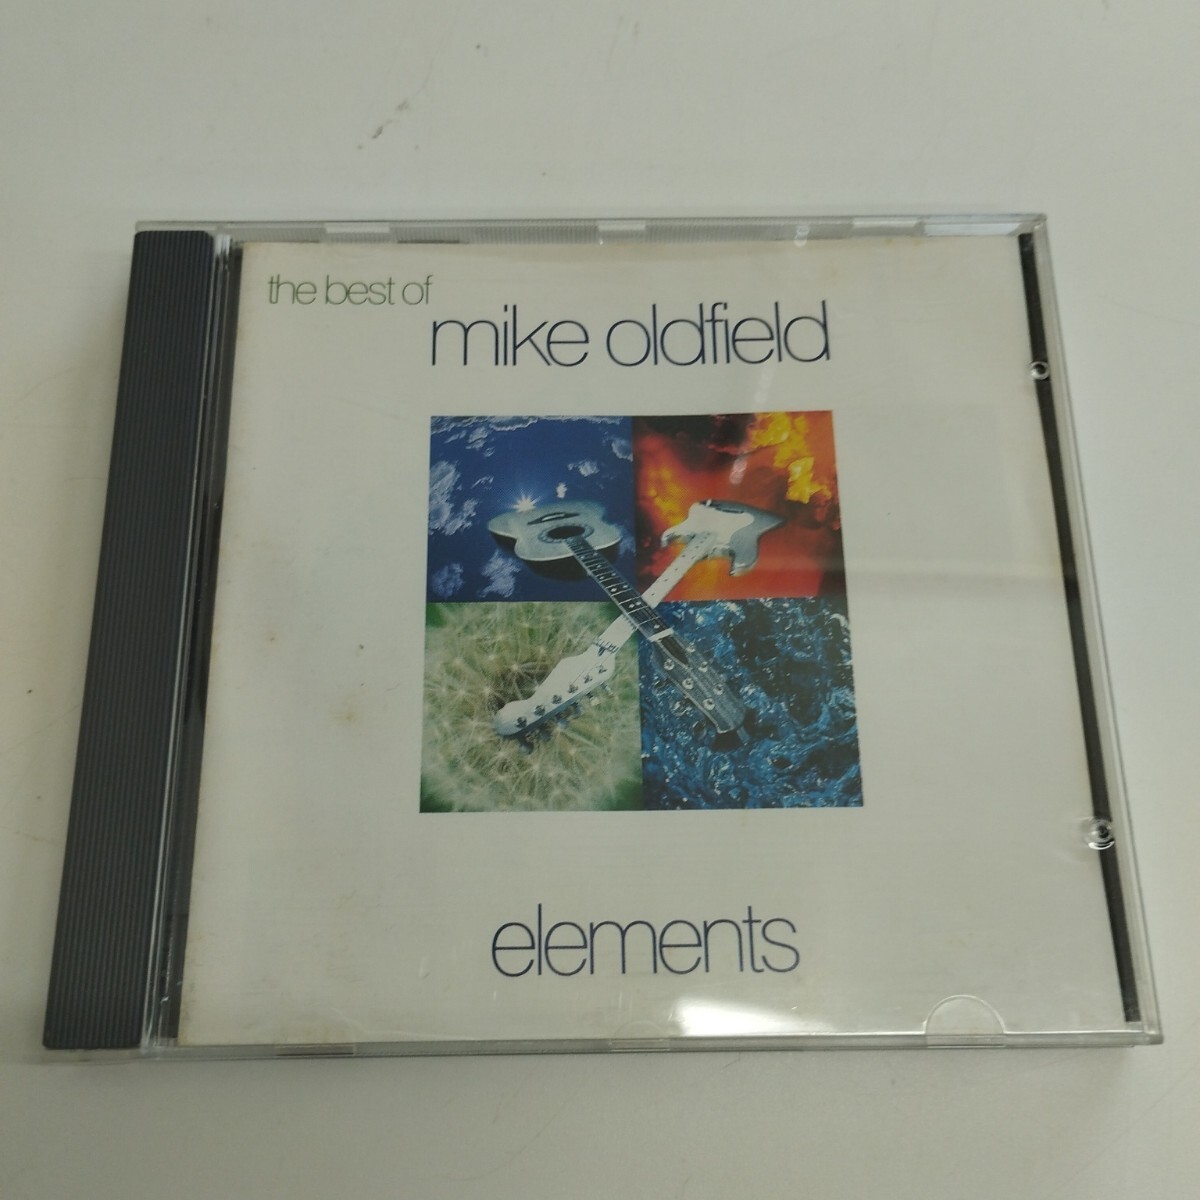 the best of
mike oldfield
elements